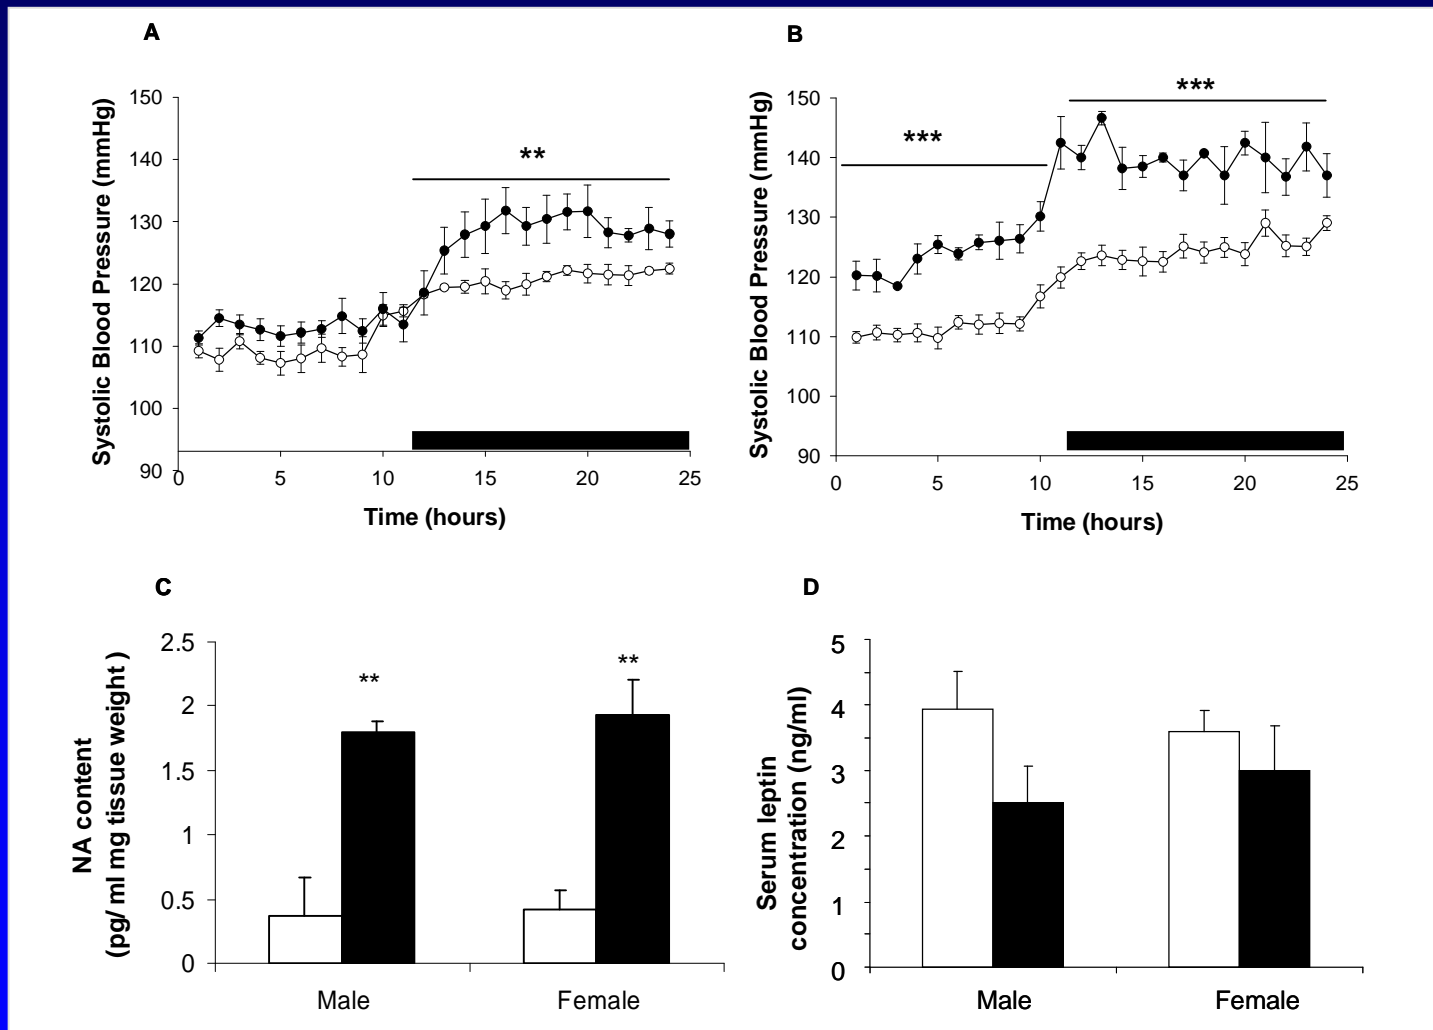 A
Systolic Blood Pressure (mmHg)
150
140
130
120
110
100
90
**
0 5 10 15 20 25
Time (hours)
B
Systolic Blood Pressure (mmHg)
150
140
130
120
110
100
90
***
***
0 5 10 15 20 25
Time (hours)
C
NA content
(pg/ ml mg tissue weight )
2.5
2
1.5
1
0.5
0
**
**
Male Female
D
Serum leptin
concentration (ng/ml)
5
4
3
2
1
0
Male Female